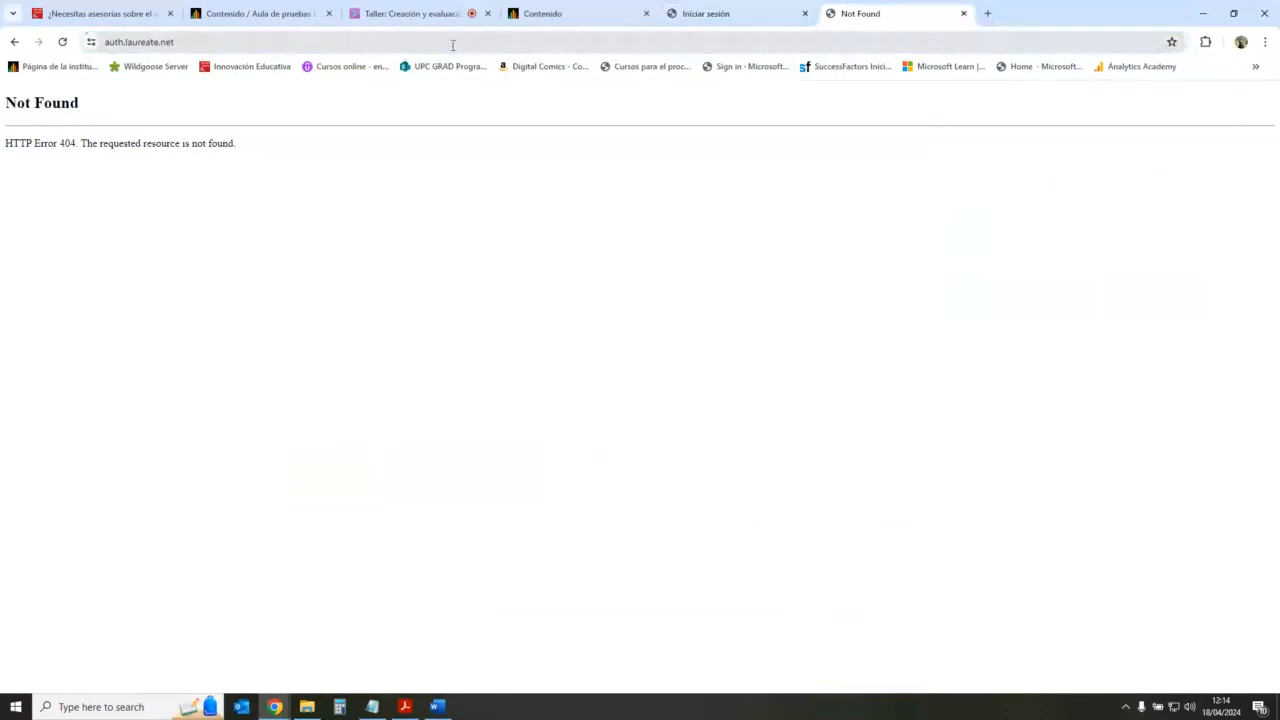 ¿Necesitas asesorías sobre el
Contenido / Aula de pruebas
Taller: Creación y evaluac
Contenido
Iniciar sesión
Not Found
auth.laureate.net
Página de la institu...
Wildgoose Server
Innovación Educativa
Cursos online - en...
UPC GRAD Progra...
Digital Comics - Co...
Cursos para el proc...
Sign in - Microsoft...
SuccessFactors Inici...
Microsoft Learn |...
Home - Microsoft...
Analytics Academy
Not Found
HTTP Error 404. The requested resource is not found.
Type here to search
12:14
18/04/2024